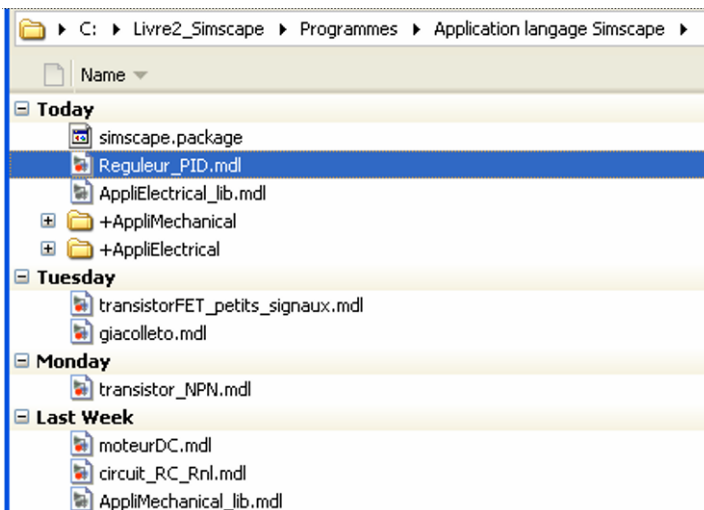 C: Livre2_Simscape Programmes Application langage Simscape
Name
Today
simscape.package
Reguleur_PID.mdl
AppliElectrical_lib.mdl
+AppliMechanical
+AppliElectrical
Tuesday
transistorFET_petits_signaux.mdl
giacolleto.mdl
Monday
transistor_NPN.mdl
Last Week
moteurDC.mdl
circuit_RC_Rnl.mdl
AppliMechanical_lib.mdl